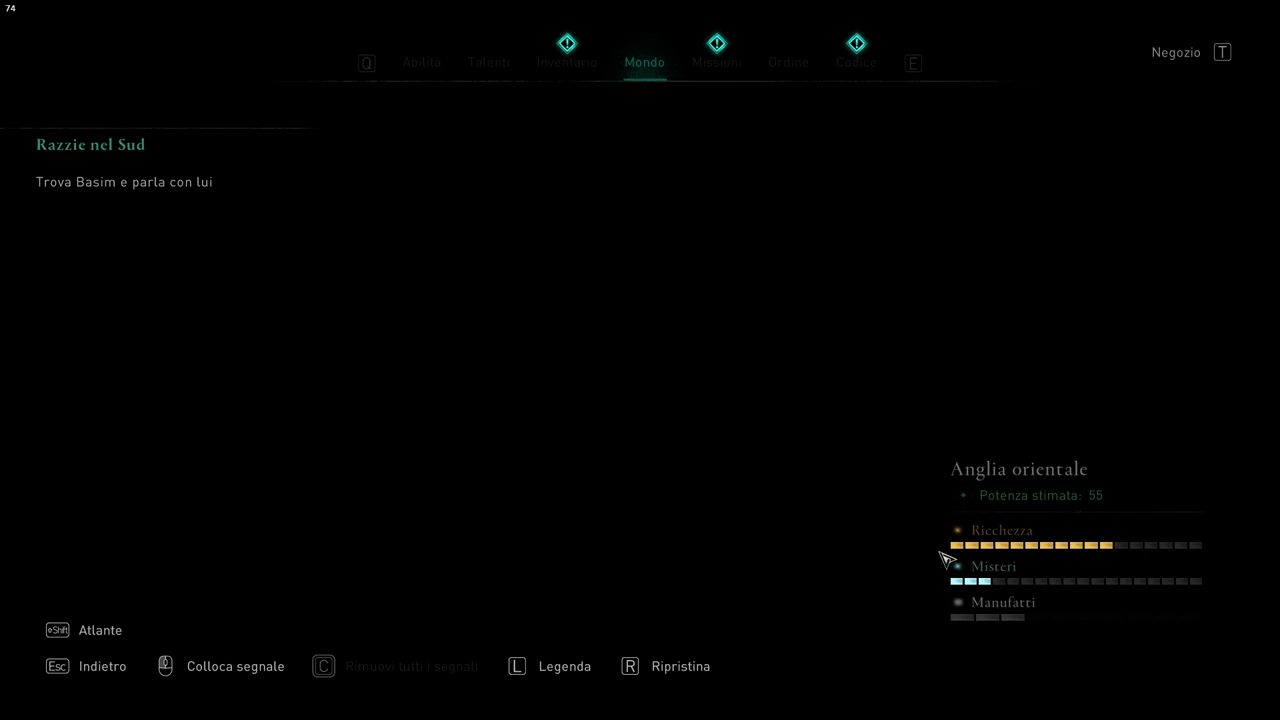 74
Q Abilità Talenti Inventario Mondo Missioni Ordine Codice E
Negozio T
Razzie nel Sud
Trova Basim e parla con lui
Anglia orientale
Potenza stimata: 55
Ricchezza
Misteri
Manufatti
Shift Atlante
Esc Indietro Colloca segnale C Rimuovi tutti i segnali L Legenda R Ripristina